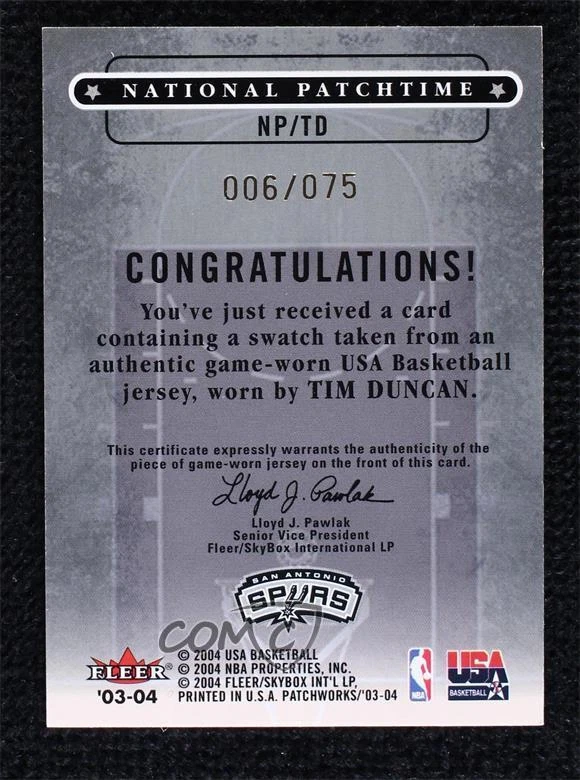 NATIONAL PATCHTIME
NP/TD
006/075
CONGRATULATIONS!
You've just received a card
containing a swatch taken from an
authentic game-worn USA Basketball
jersey, worn by TIM DUNCAN.
This certificate expressly warrants the authenticity of the
piece of game-worn jersey on the front of this card.
Lloyd J. Pawlak
Lloyd J. Pawlak
Senior Vice President
Fleer/SkyBox International LP
SAN ANTONIO
SPURS
COMC
FLEER®
'03-04
© 2004 USA BASKETBALL
© 2004 NBA PROPERTIES, INC.
© 2004 FLEER/SKYBOX INT'L LP,
PRINTED IN U.S.A. PATCHWORKS/'03-04
NBA
USA
BASKETBALL